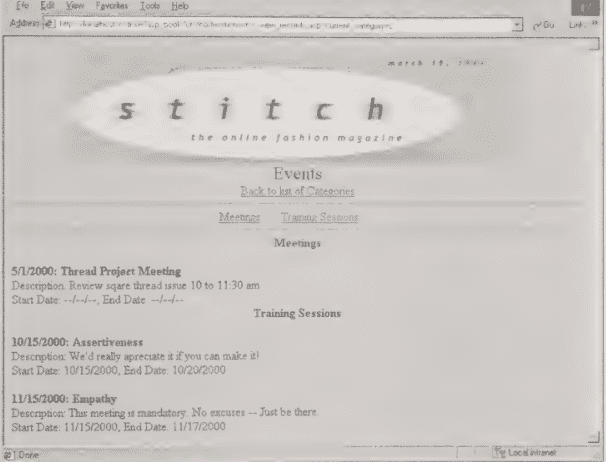 Edit View Favorites Tools Help
Address
Go
march 19,
stitch
the online fashion magazine
Events
Back to list of Categories
Meetings Training Sessions
Meetings
5/1/2000: Thread Project Meeting
Description: Review sqare thread issue 10 to 11:30 am
Start Date: --/--/--, End Date --/--/--
Training Sessions
10/15/2000: Assertiveness
Description: We'd really apreciate it if you can make it!
Start Date: 10/15/2000, End Date: 10/20/2000
11/15/2000: Empathy
Description: This meeting is mandatory. No excuses -- Just be there.
Start Date: 11/15/2000, End Date: 11/17/2000
Done Local intranet